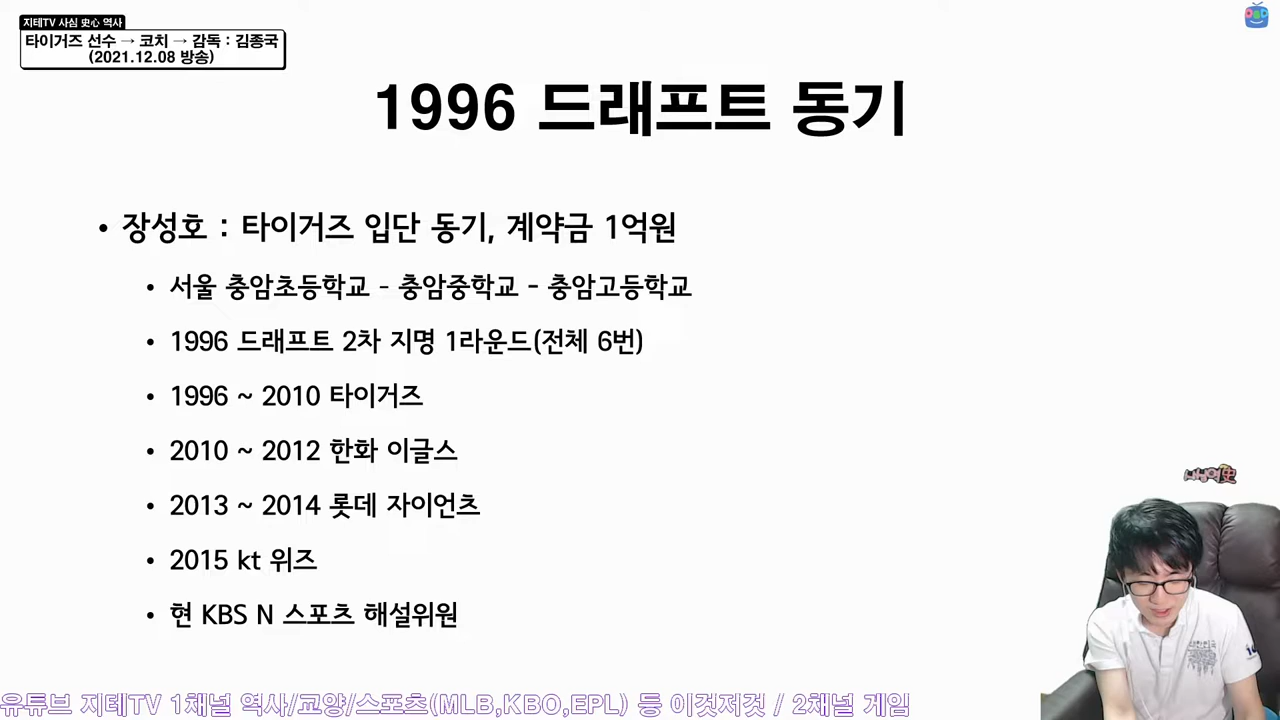 지테TV 사심 史心 역사
타이거즈 선수 → 코치 → 감독 : 김종국
(2021.12.08 방송)
1996 드래프트 동기
• 장성호 : 타이거즈 입단 동기, 계약금 1억원
• 서울 충암초등학교 - 충암중학교 - 충암고등학교
• 1996 드래프트 2차 지명 1라운드(전체 6번)
• 1996 ~ 2010 타이거즈
• 2010 ~ 2012 한화 이글스
• 2013 ~ 2014 롯데 자이언츠
• 2015 kt 위즈
• 현 KBS N 스포츠 해설위원
사심역史
대한민국
유튜브 지테TV 1채널 역사/교양/스포츠(MLB,KBO,EPL) 등 이것저것 / 2채널 게임